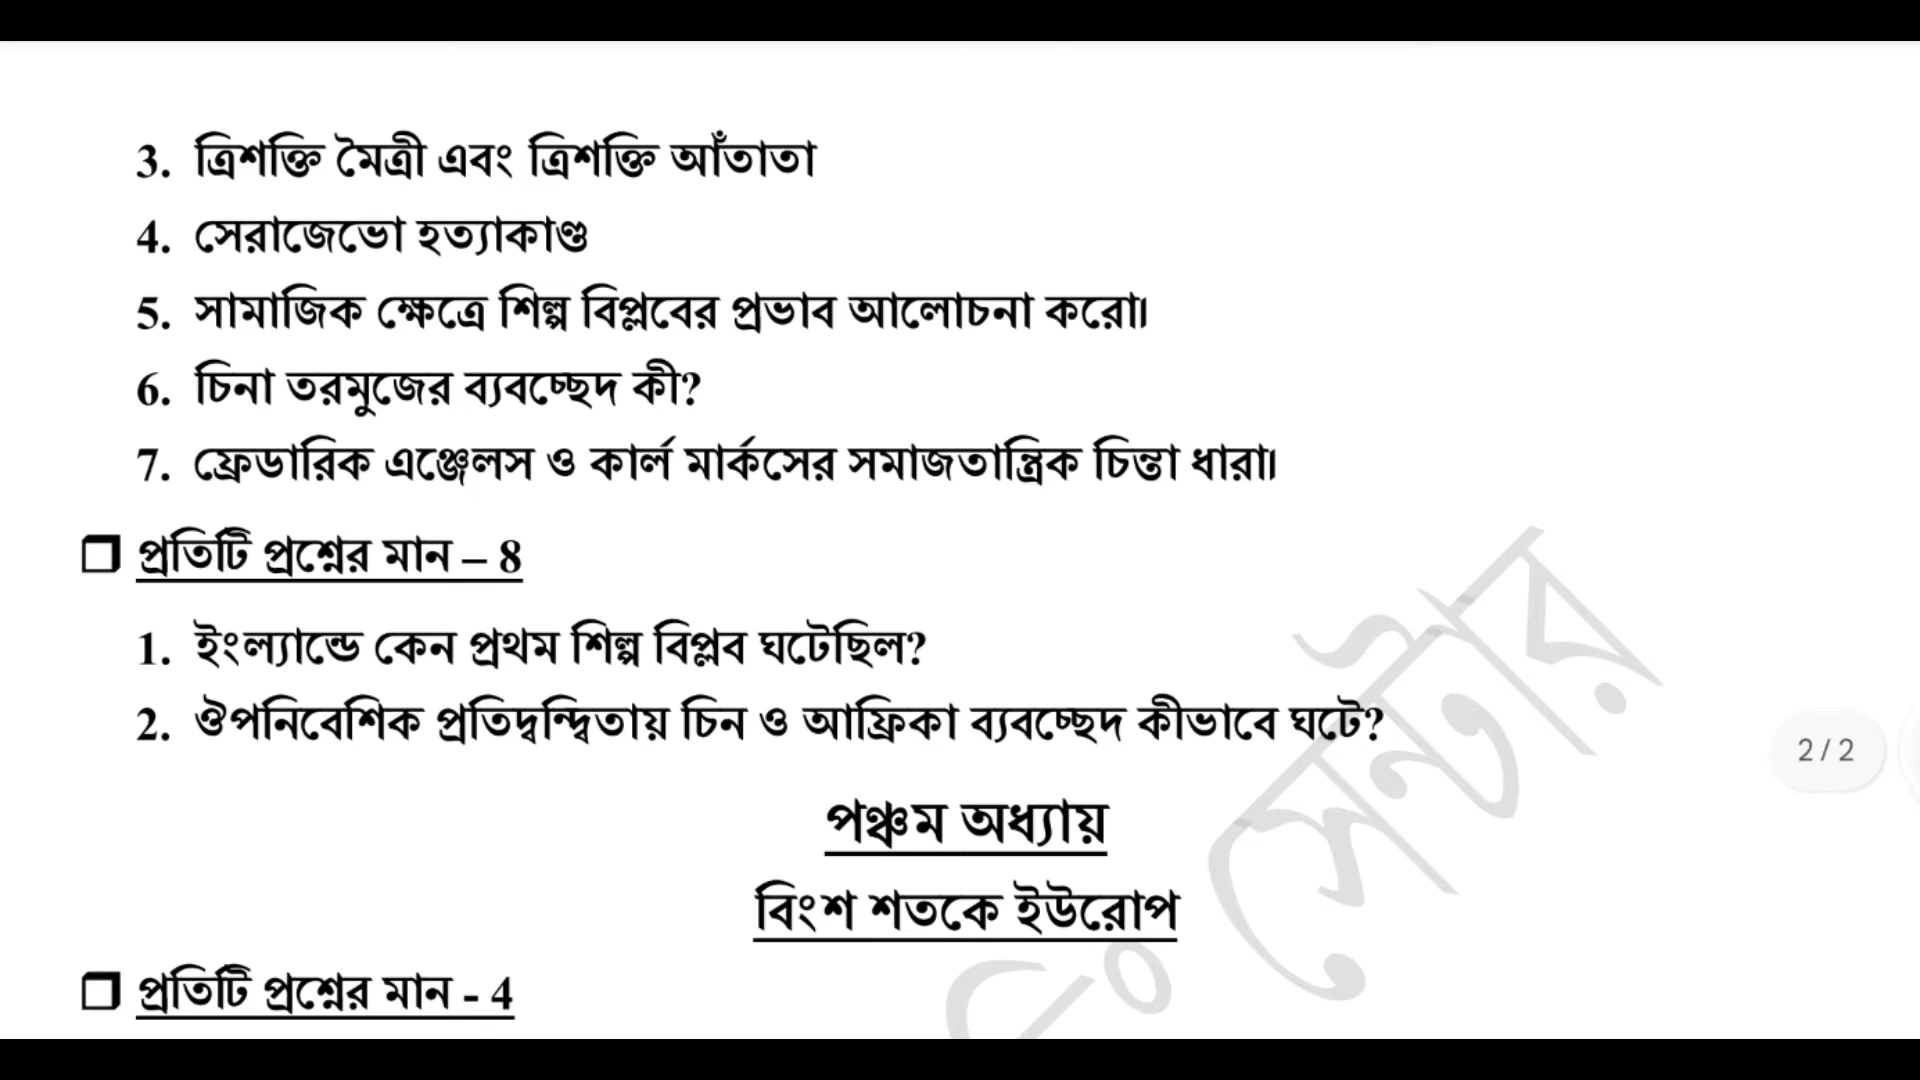 3. ত্রিশক্তি মৈত্রী এবং ত্রিশক্তি আঁতাতা
4. সেরাজেভো হত্যাকাণ্ড
5. সামাজিক ক্ষেত্রে শিল্প বিপ্লবের প্রভাব আলোচনা করো।
6. চিনা তরমুজের ব্যবচ্ছেদ কী?
7. ফ্রেডারিক এঞ্জেলস ও কার্ল মার্কসের সমাজতান্ত্রিক চিন্তা ধারা।
❒ প্রতিটি প্রশ্নের মান – 8
1. ইংল্যান্ডে কেন প্রথম শিল্প বিপ্লব ঘটেছিল?
2. ঔপনিবেশিক প্রতিদ্বন্দ্বিতায় চিন ও আফ্রিকা ব্যবচ্ছেদ কীভাবে ঘটে?
2 / 2
পঞ্চম অধ্যায়
বিংশ শতকে ইউরোপ
❒ প্রতিটি প্রশ্নের মান - 4
সেন্টার